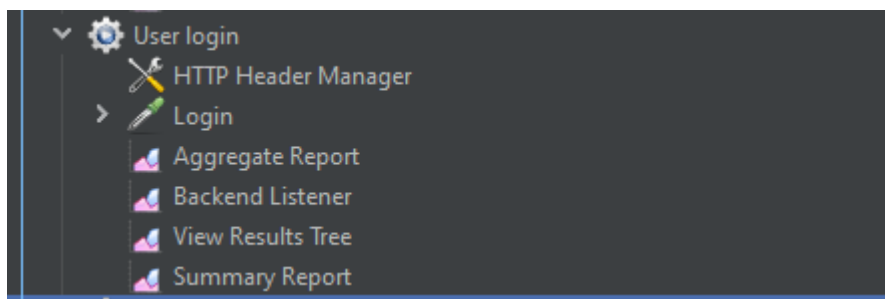 User login
HTTP Header Manager
Login
Aggregate Report
Backend Listener
View Results Tree
Summary Report